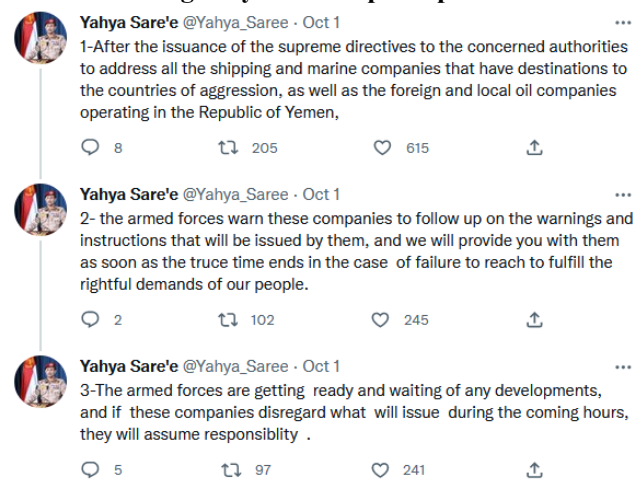 Yahya Sare'e @Yahya_Saree · Oct 1
1-After the issuance of the supreme directives to the concerned authorities
to address all the shipping and marine companies that have destinations to
the countries of aggression, as well as the foreign and local oil companies
operating in the Republic of Yemen,
8 205 615
Yahya Sare'e @Yahya_Saree · Oct 1
2- the armed forces warn these companies to follow up on the warnings and
instructions that will be issued by them, and we will provide you with them
as soon as the truce time ends in the case of failure to reach to fulfill the
rightful demands of our people.
2 102 245
Yahya Sare'e @Yahya_Saree · Oct 1
3-The armed forces are getting ready and waiting of any developments,
and if these companies disregard what will issue during the coming hours,
they will assume responsiblity .
5 97 241